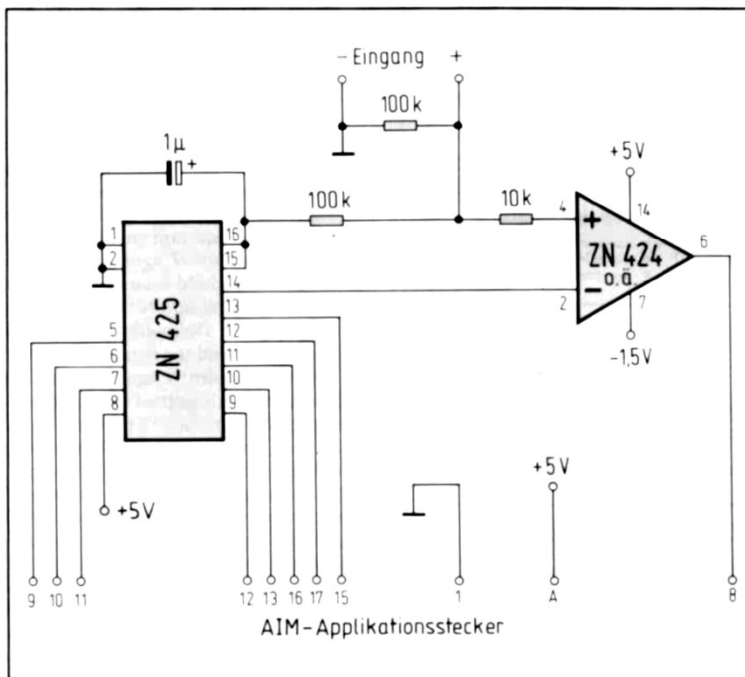 - Eingang +
100k
1µ
+
+5V
100k
10k
4
+
14
1
16
ZN 424
6
2
15
o.ä.
14
2
−
7
13
5
12
-1,5V
6
11
7
10
8
9
ZN 425
+5V
+5V
9 10 11 12 13 16 17 15 1 A 8
AIM-Applikationsstecker